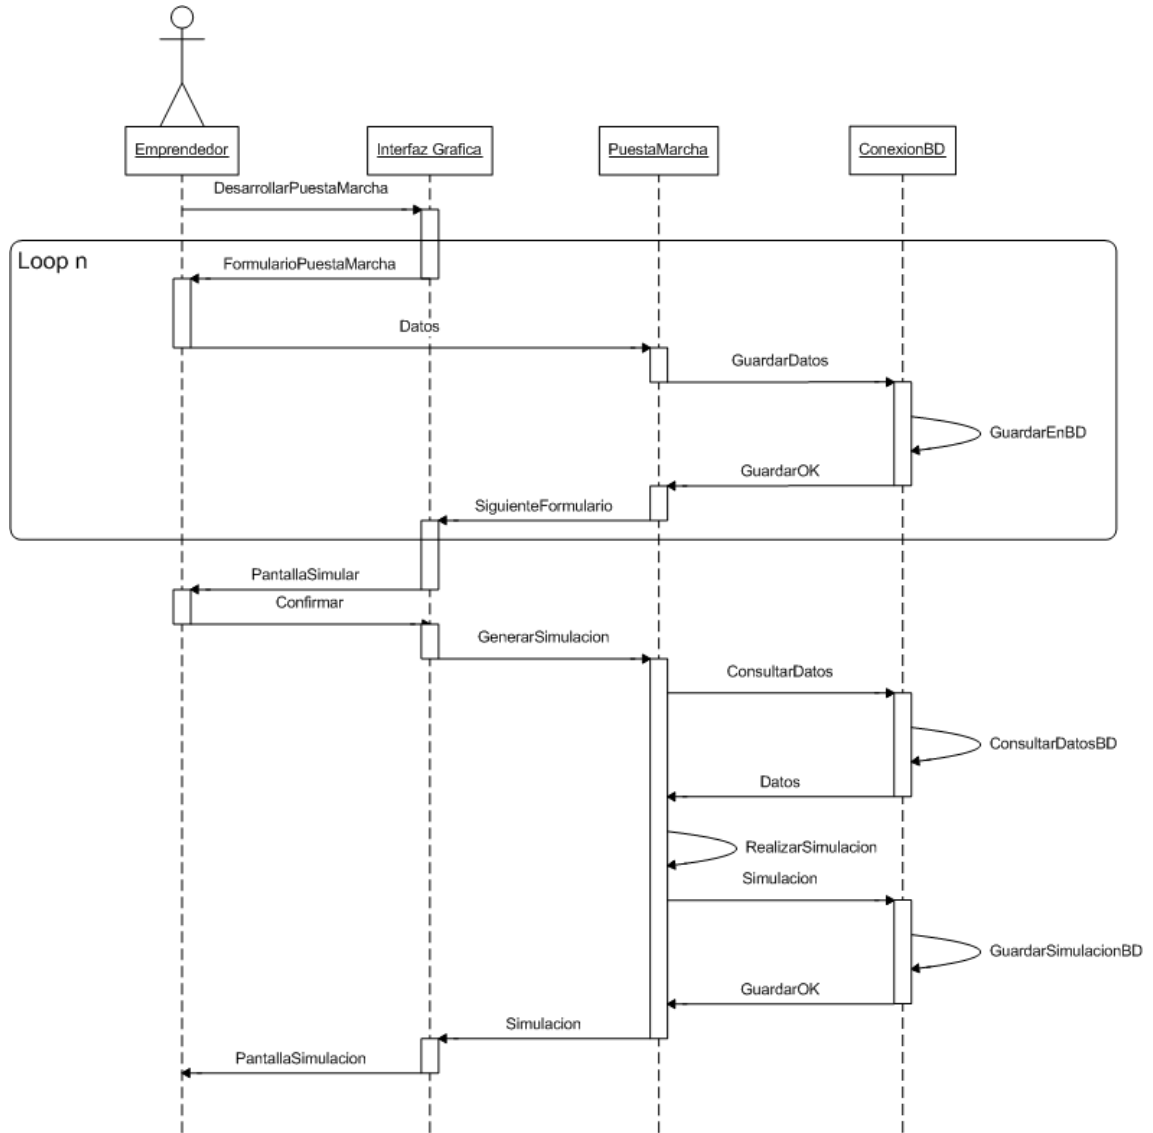 Emprendedor
Interfaz Grafica
PuestaMarcha
ConexionBD
DesarrollarPuestaMarcha
Loop n
FormularioPuestaMarcha
Datos
GuardarDatos
GuardarEnBD
GuardarOK
SiguienteFormulario
PantallaSimular
Confirmar
GenerarSimulacion
ConsultarDatos
ConsultarDatosBD
Datos
RealizarSimulacion
Simulacion
GuardarSimulacionBD
GuardarOK
Simulacion
PantallaSimulacion